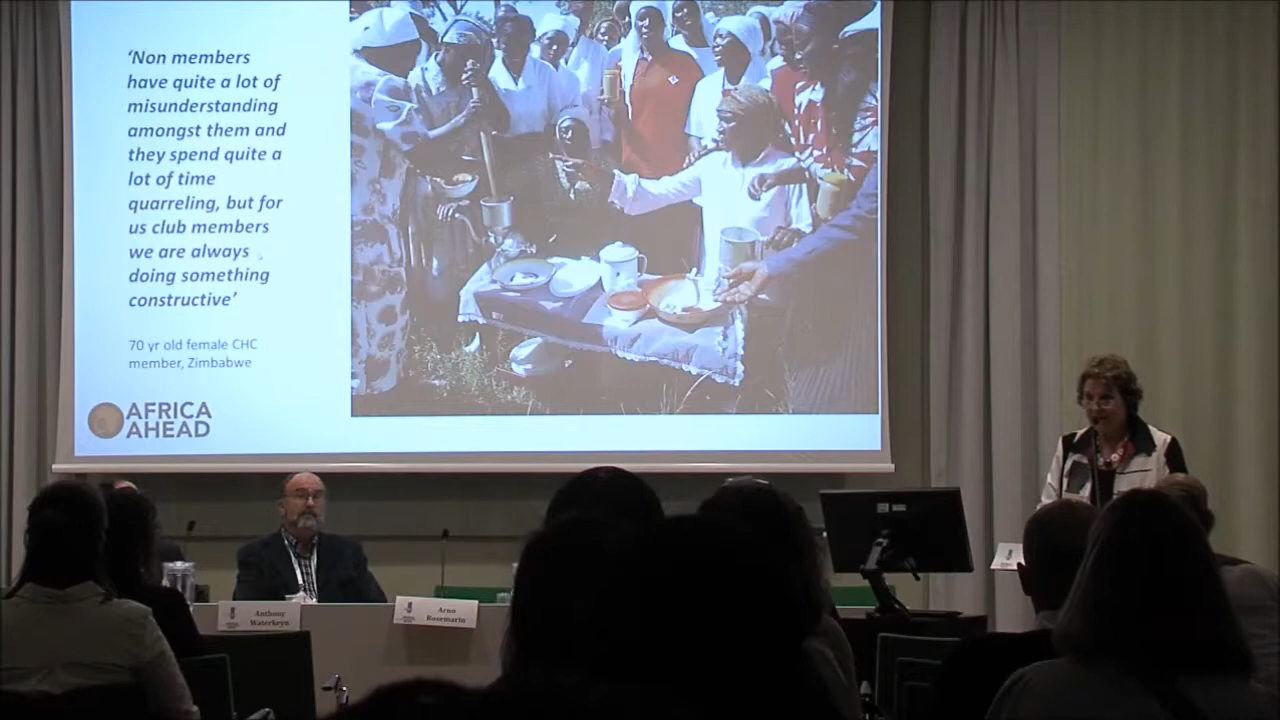 ‘Non members
have quite a lot of
misunderstanding
amongst them and
they spend quite a
lot of time
quarreling, but for
us club members
we are always
doing something
constructive’
70 yr old female CHC
member, Zimbabwe
AFRICA
AHEAD
Anthony
Waterkeyn
Arno
Rosemarin